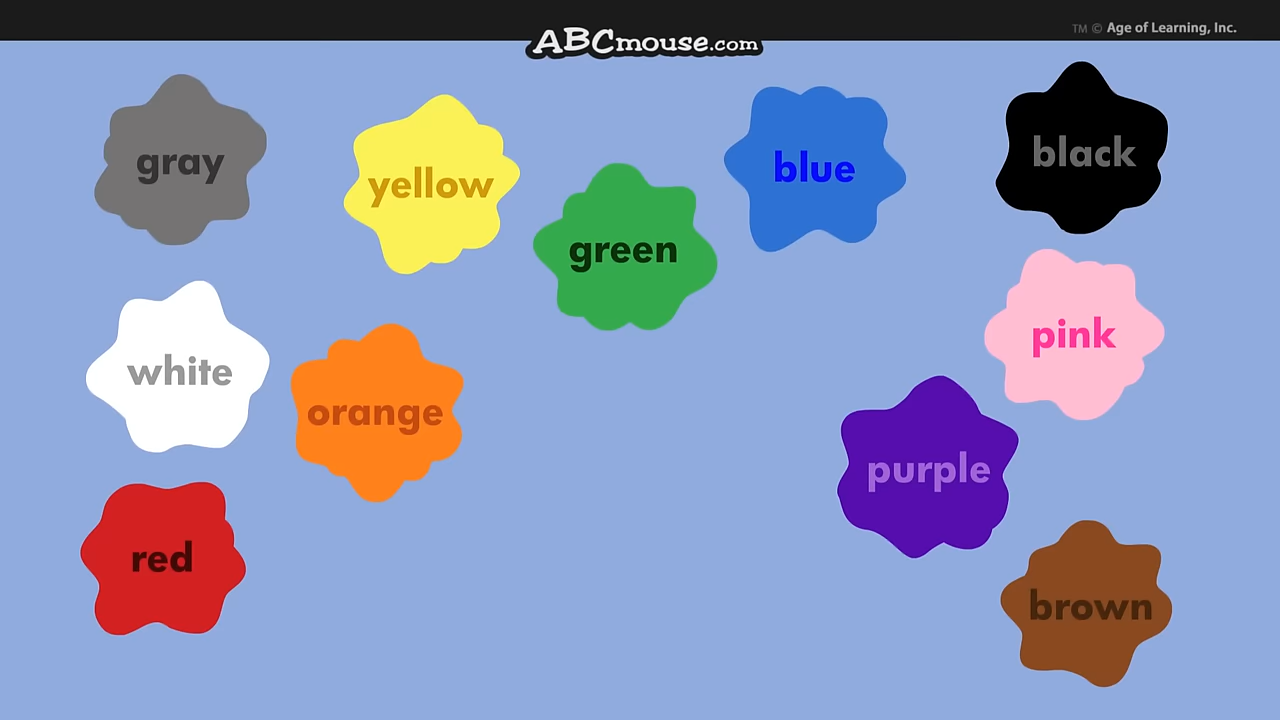 ABCmouse.com
TM © Age of Learning, Inc.
gray
yellow
green
blue
black
white
orange
pink
purple
red
brown